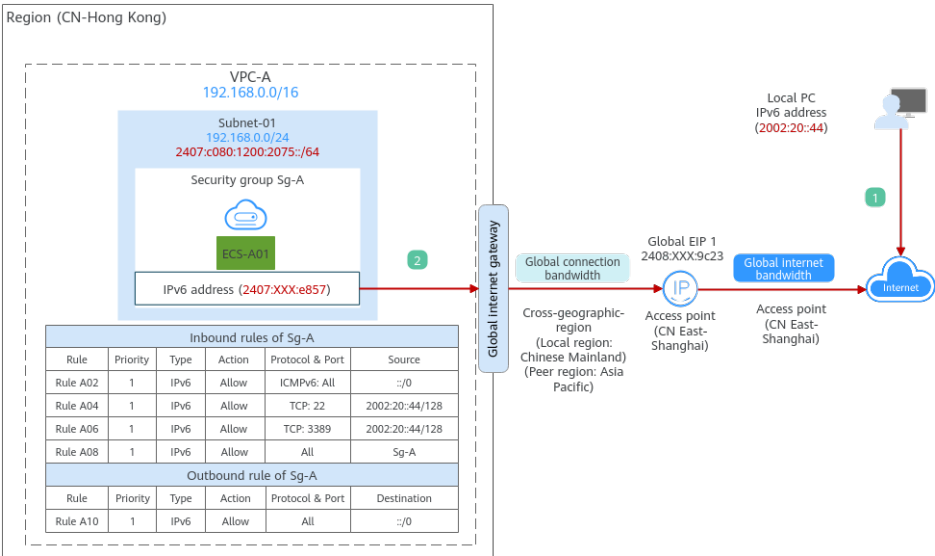 Region (CN-Hong Kong)
VPC-A
192.168.0.0/16
Subnet-01
192.168.0.0/24
2407:c080:1200:2075::/64
Security group Sg-A
ECS-A01
IPv6 address (2407:XXX:e857)
Inbound rules of Sg-A
Rule Priority Type Action Protocol & Port Source
Rule A02 1 IPv6 Allow ICMPv6: All ::/0
Rule A04 1 IPv6 Allow TCP: 22 2002:20::44/128
Rule A06 1 IPv6 Allow TCP: 3389 2002:20::44/128
Rule A08 1 IPv6 Allow All Sg-A
Outbound rule of Sg-A
Rule Priority Type Action Protocol & Port Destination
Rule A10 1 IPv6 Allow All ::/0
2
Global internet gateway
Global connection
bandwidth
Cross-geographic-
region
(Local region:
Chinese Mainland)
(Peer region: Asia
Pacific)
Global EIP 1
2408:XXX:9c23
IP
Access point
(CN East-
Shanghai)
Global internet
bandwidth
Access point
(CN East-
Shanghai)
Local PC
IPv6 address
(2002:20::44)
1
Internet